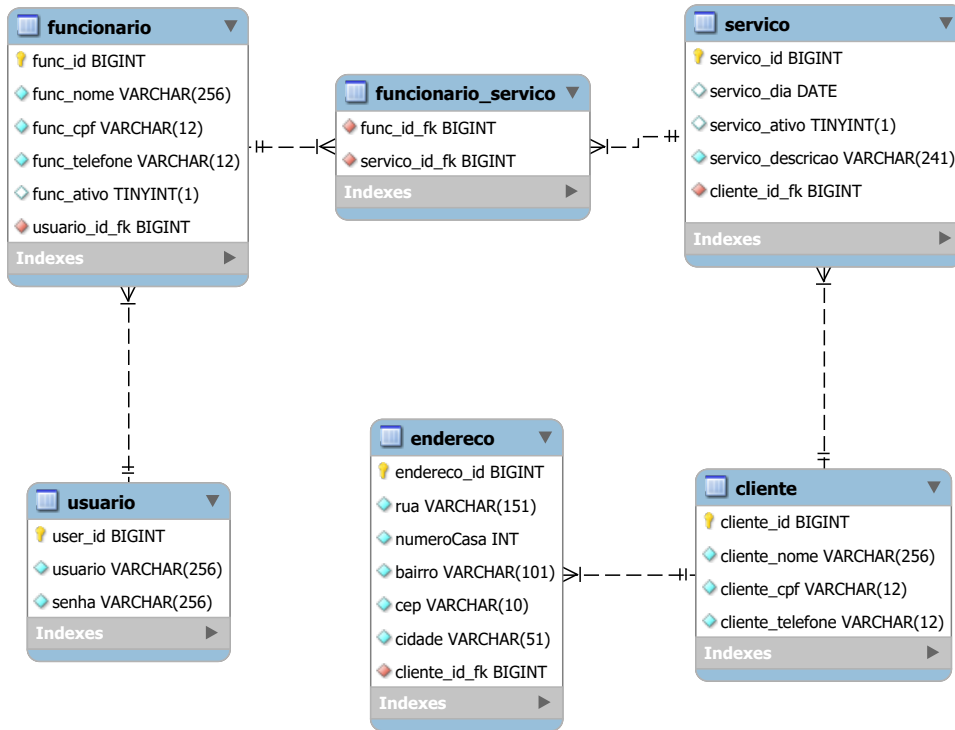 funcionario
func_id BIGINT
func_nome VARCHAR(256)
func_cpf VARCHAR(12)
func_telefone VARCHAR(12)
func_ativo TINYINT(1)
usuario_id_fk BIGINT
Indexes
funcionario_servico
func_id_fk BIGINT
servico_id_fk BIGINT
Indexes
servico
servico_id BIGINT
servico_dia DATE
servico_ativo TINYINT(1)
servico_descricao VARCHAR(241)
cliente_id_fk BIGINT
Indexes
usuario
user_id BIGINT
usuario VARCHAR(256)
senha VARCHAR(256)
Indexes
endereco
endereco_id BIGINT
rua VARCHAR(151)
numeroCasa INT
bairro VARCHAR(101)
cep VARCHAR(10)
cidade VARCHAR(51)
cliente_id_fk BIGINT
Indexes
cliente
cliente_id BIGINT
cliente_nome VARCHAR(256)
cliente_cpf VARCHAR(12)
cliente_telefone VARCHAR(12)
Indexes